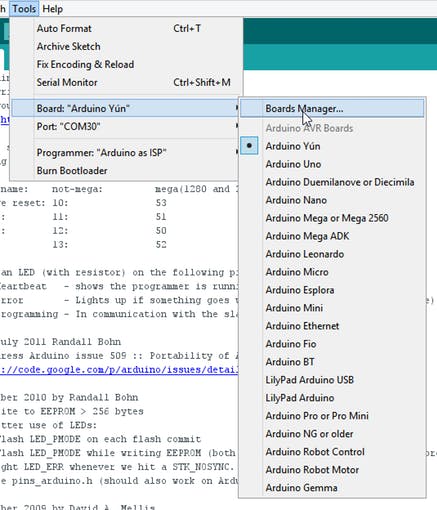 Tools Help
Auto Format Ctrl+T
Archive Sketch
Fix Encoding & Reload
Serial Monitor Ctrl+Shift+M
Board: "Arduino Yún"
Port: "COM30"
Programmer: "Arduino as ISP"
Burn Bootloader
Boards Manager...
Arduino AVR Boards
Arduino Yún
Arduino Uno
Arduino Duemilanove or Diecimila
Arduino Nano
Arduino Mega or Mega 2560
Arduino Mega ADK
Arduino Leonardo
Arduino Micro
Arduino Esplora
Arduino Mini
Arduino Ethernet
Arduino Fio
Arduino BT
LilyPad Arduino USB
LilyPad Arduino
Arduino Pro or Pro Mini
Arduino NG or older
Arduino Robot Control
Arduino Robot Motor
Arduino Gemma
name: not-mega: mega(1280 and
e reset: 10: 53
: 11: 51
: 12: 50
13: 52
an LED (with resistor) on the following
eartbeat - shows the programmer is runni
rror - Lights up if something goes
rogramming - In communication with the
July 2011 Randall Bohn
ress Arduino issue 509 :: Portability of
://code.google.com/p/arduino/issues/detai
ber 2010 by Randall Bohn
ite to EEPROM > 256 bytes
tter use of LEDs:
lash LED_PMODE on each flash commit
lash LED_PMODE while writing EEPROM (both
ght LED_ERR whenever we hit a STK_NOSYNC.
e pins_arduino.h (should also work on Ardu
ber 2009 by David A. Mellis